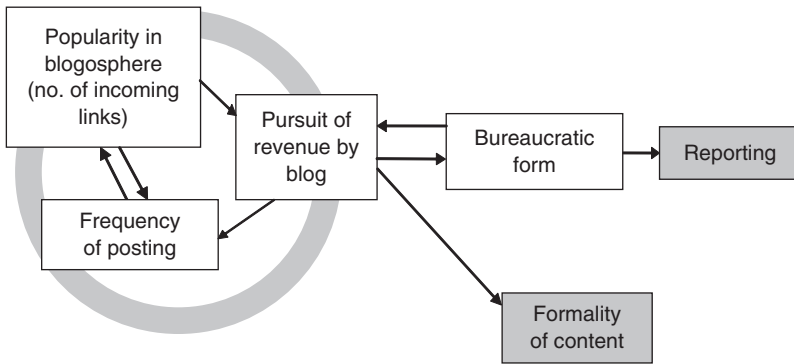 Popularity in
blogosphere
(no. of incoming
links)
Pursuit of
revenue by
blog
Bureaucratic
form
Reporting
Frequency
of posting
Formality
of content